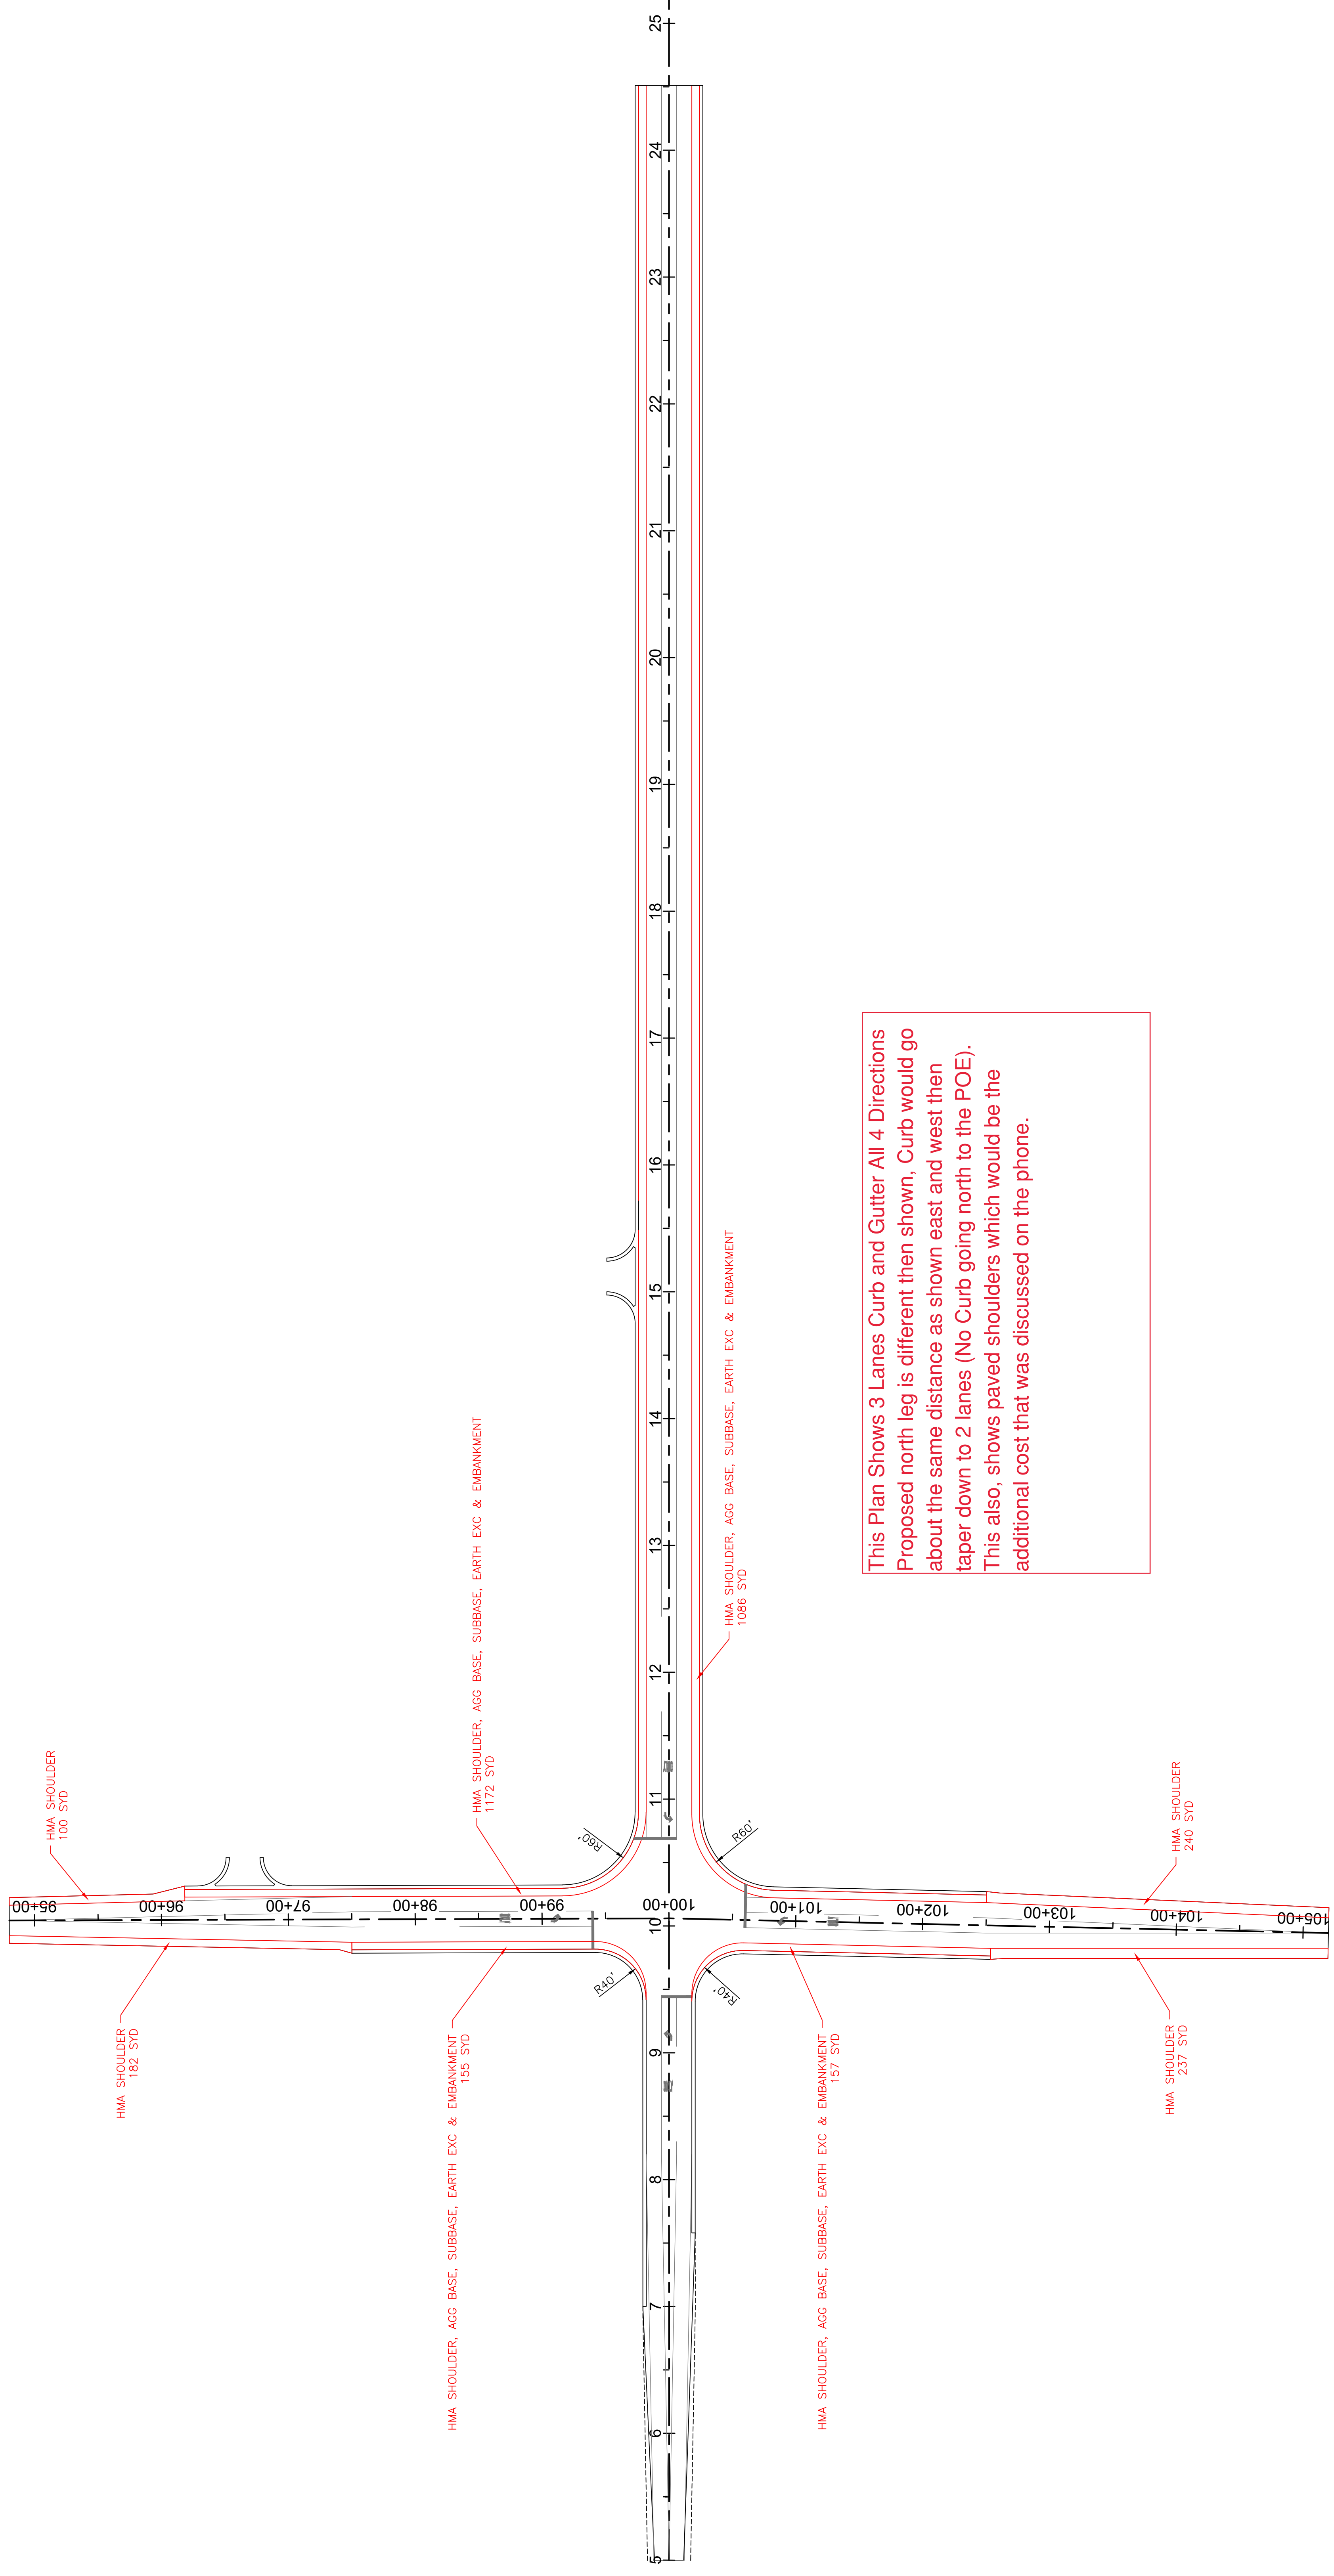 HMA SHOULDER
100 SYD
HMA SHOULDER
182 SYD
HMA SHOULDER, AGG BASE, SUBBASE, EARTH EXC & EMBANKMENT
1172 SYD
HMA SHOULDER, AGG BASE, SUBBASE, EARTH EXC & EMBANKMENT
155 SYD
HMA SHOULDER, AGG BASE, SUBBASE, EARTH EXC & EMBANKMENT
1086 SYD
HMA SHOULDER, AGG BASE, SUBBASE, EARTH EXC & EMBANKMENT
157 SYD
HMA SHOULDER
240 SYD
HMA SHOULDER
237 SYD
This Plan Shows 3 Lanes Curb and Gutter All 4 Directions
Proposed north leg is different then shown, Curb would go
about the same distance as shown east and west then
taper down to 2 lanes (No Curb going north to the POE).
This also, shows paved shoulders which would be the
additional cost that was discussed on the phone.
R60'
R60'
R40'
R40'
95+00
96+00
97+00
98+00
99+00
100+00
101+00
102+00
103+00
104+00
105+00
5
6
7
8
9
10
11
12
13
14
15
16
17
18
19
20
21
22
23
24
25